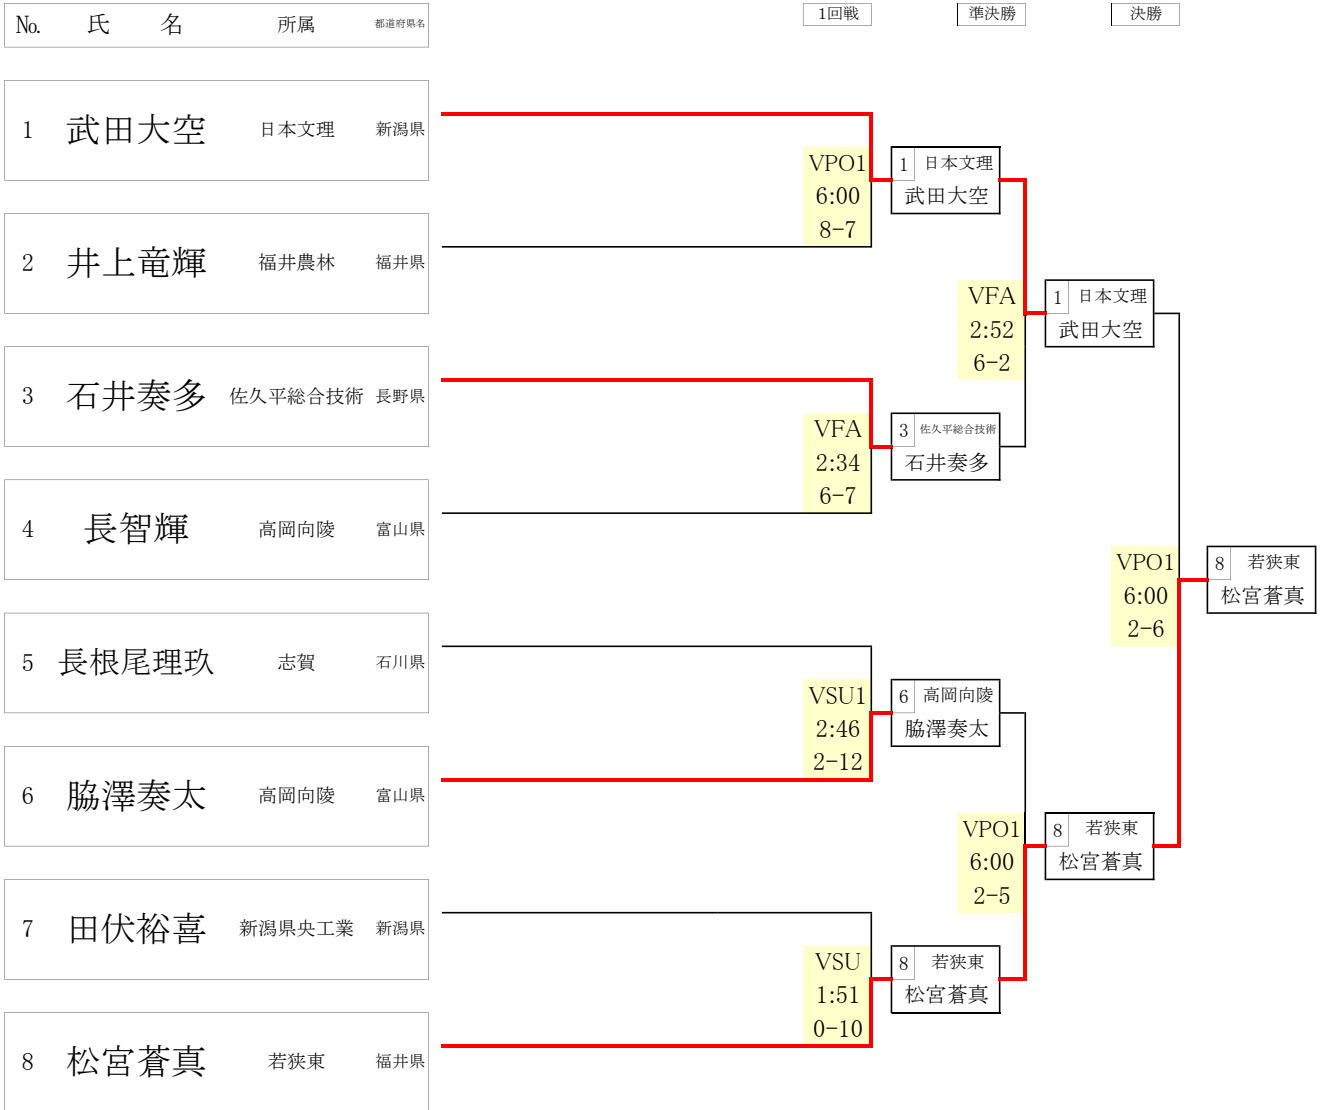 No. 氏 名 所属 都道府県名 1回戦 準決勝 決勝
1 武田大空 日本文理 新潟県
VPO1
6:00
8-7
1 日本文理
武田大空
2 井上竜輝 福井農林 福井県
VFA
2:52
6-2
1 日本文理
武田大空
3 石井奏多 佐久平総合技術 長野県
VFA
2:34
6-7
3 佐久平総合技術
石井奏多
4 長智輝 高岡向陵 富山県
VPO1
6:00
2-6
8 若狭東
松宮蒼真
5 長根尾理玖 志賀 石川県
VSU1
2:46
2-12
6 高岡向陵
脇澤奏太
6 脇澤奏太 高岡向陵 富山県
VPO1
6:00
2-5
8 若狭東
松宮蒼真
7 田伏裕喜 新潟県央工業 新潟県
VSU
1:51
0-10
8 若狭東
松宮蒼真
8 松宮蒼真 若狭東 福井県